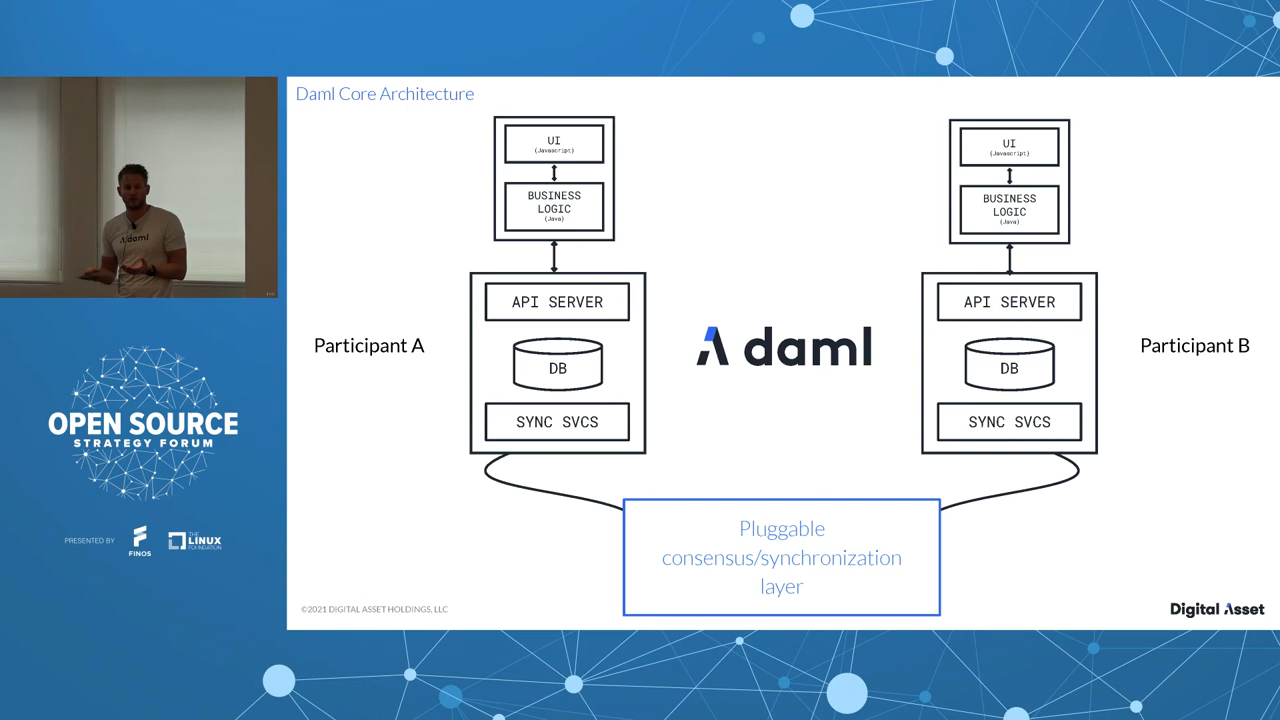 Daml Core Architecture
UI
(Javascript)
BUSINESS
LOGIC
(Java)
API SERVER
DB
SYNC SVCS
Participant A
daml
UI
(Javascript)
BUSINESS
LOGIC
(Java)
API SERVER
DB
SYNC SVCS
Participant B
Pluggable
consensus/synchronization
layer
©2021 DIGITAL ASSET HOLDINGS, LLC
Digital Asset
daml
OPEN SOURCE
STRATEGY FORUM
PRESENTED BY
FINOS
THE
LINUX
FOUNDATION